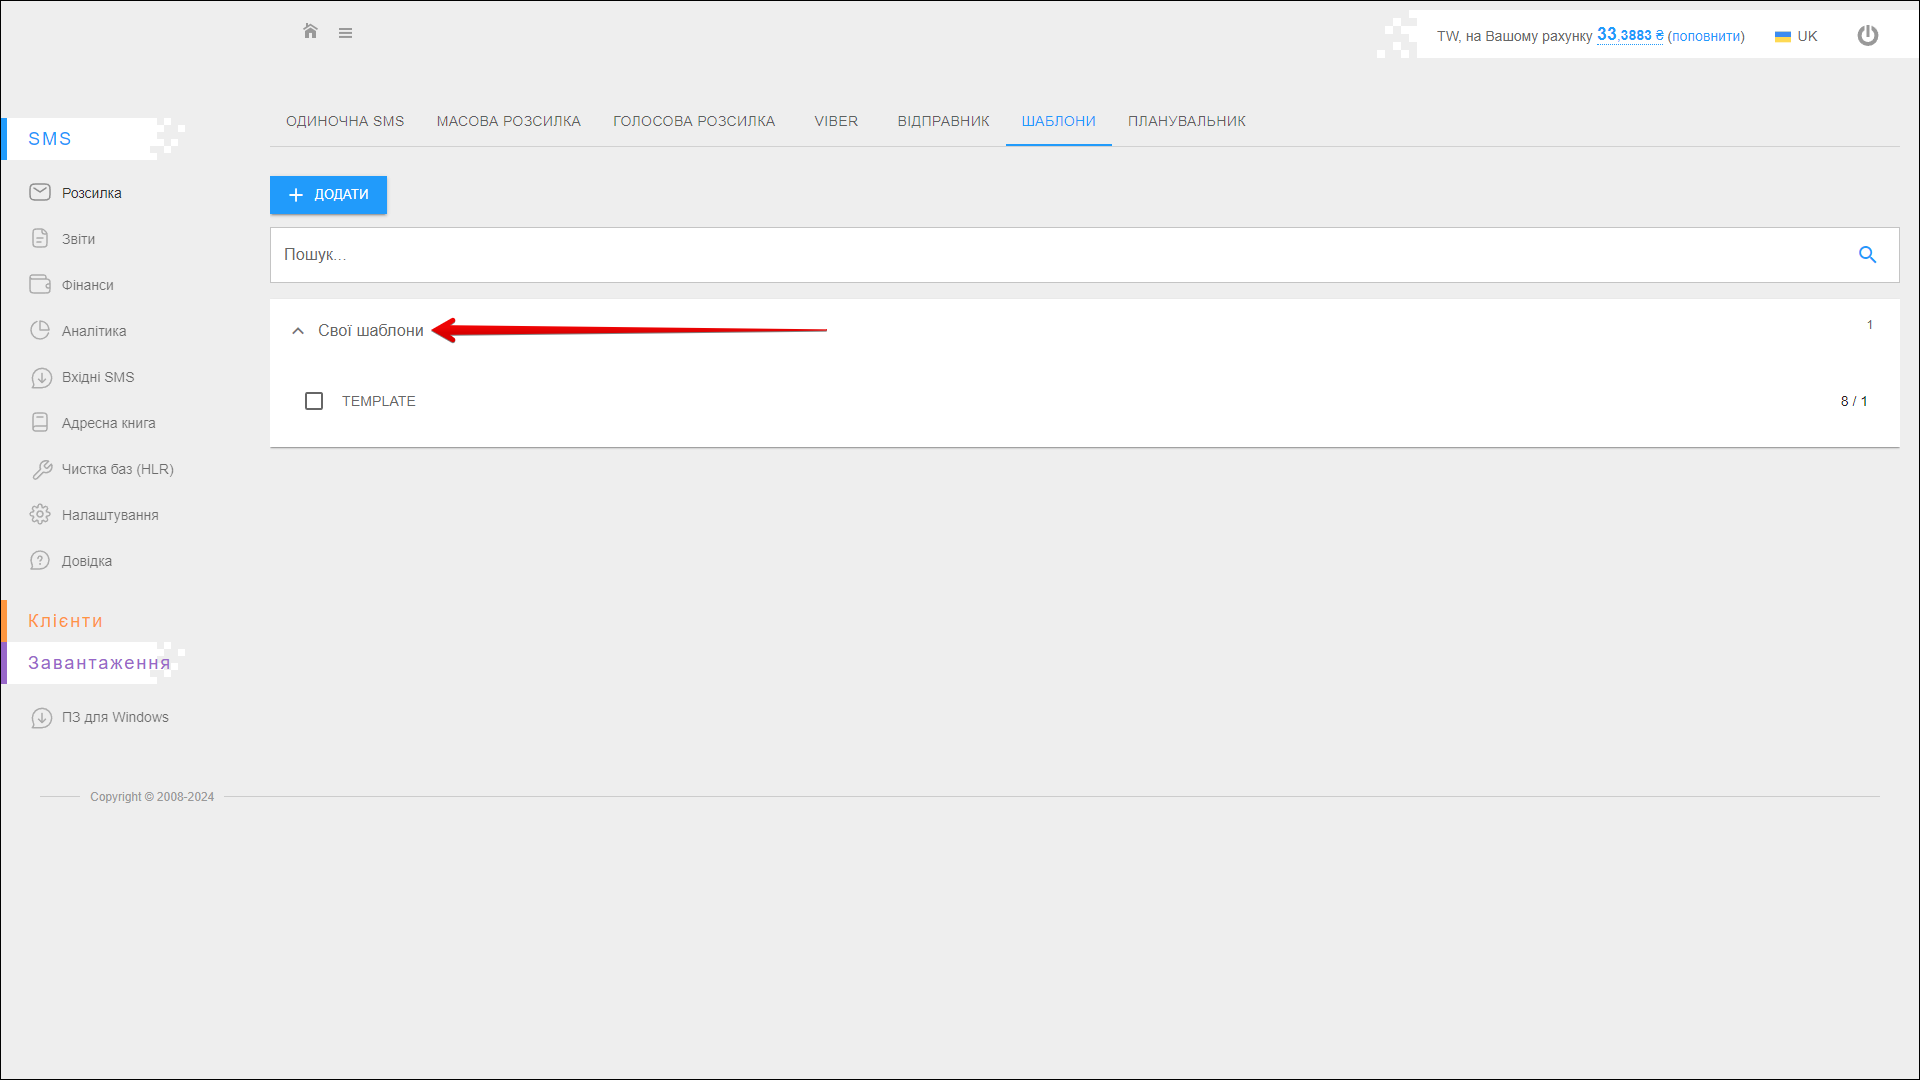 TW, на Вашому рахунку 33,3883 ₴ (поповнити)
UK
SMS
ОДИНОЧНА SMS
МАСОВА РОЗСИЛКА
ГОЛОСОВА РОЗСИЛКА
VIBER
ВІДПРАВНИК
ШАБЛОНИ
ПЛАНУВАЛЬНИК
Розсилка
Звіти
Фінанси
Аналітика
Вхідні SMS
Адресна книга
Чистка баз (HLR)
Налаштування
Довідка
Клієнти
Завантаження
ПЗ для Windows
ДОДАТИ
Пошук...
Свої шаблони
1
TEMPLATE
8 / 1
Copyright © 2008-2024